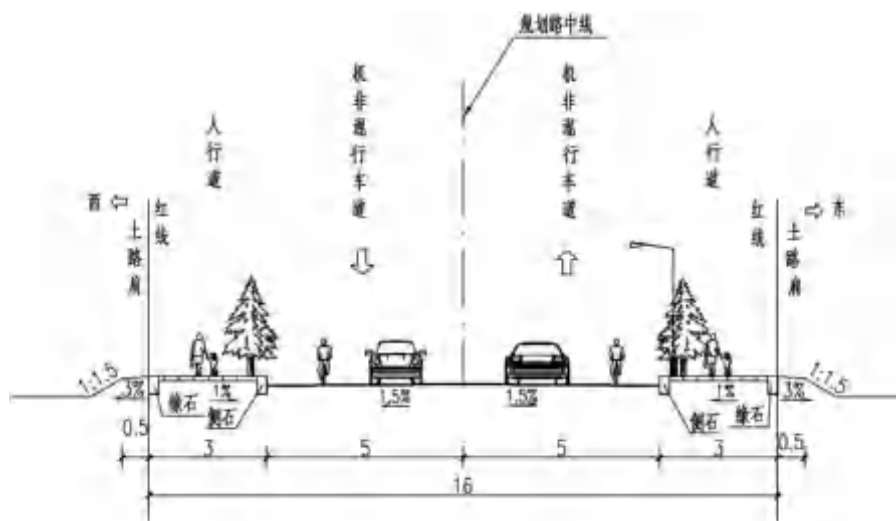 规划路中线
机非混行车道
机非混行车道
人行道
人行道
西
红线
土路肩
红线
东
土路肩
1:1.5
3%
1%
缘石
侧石
1.5%
1.5%
1%
侧石
缘石
3%
1:1.5
0.5
3
5
5
3
0.5
16